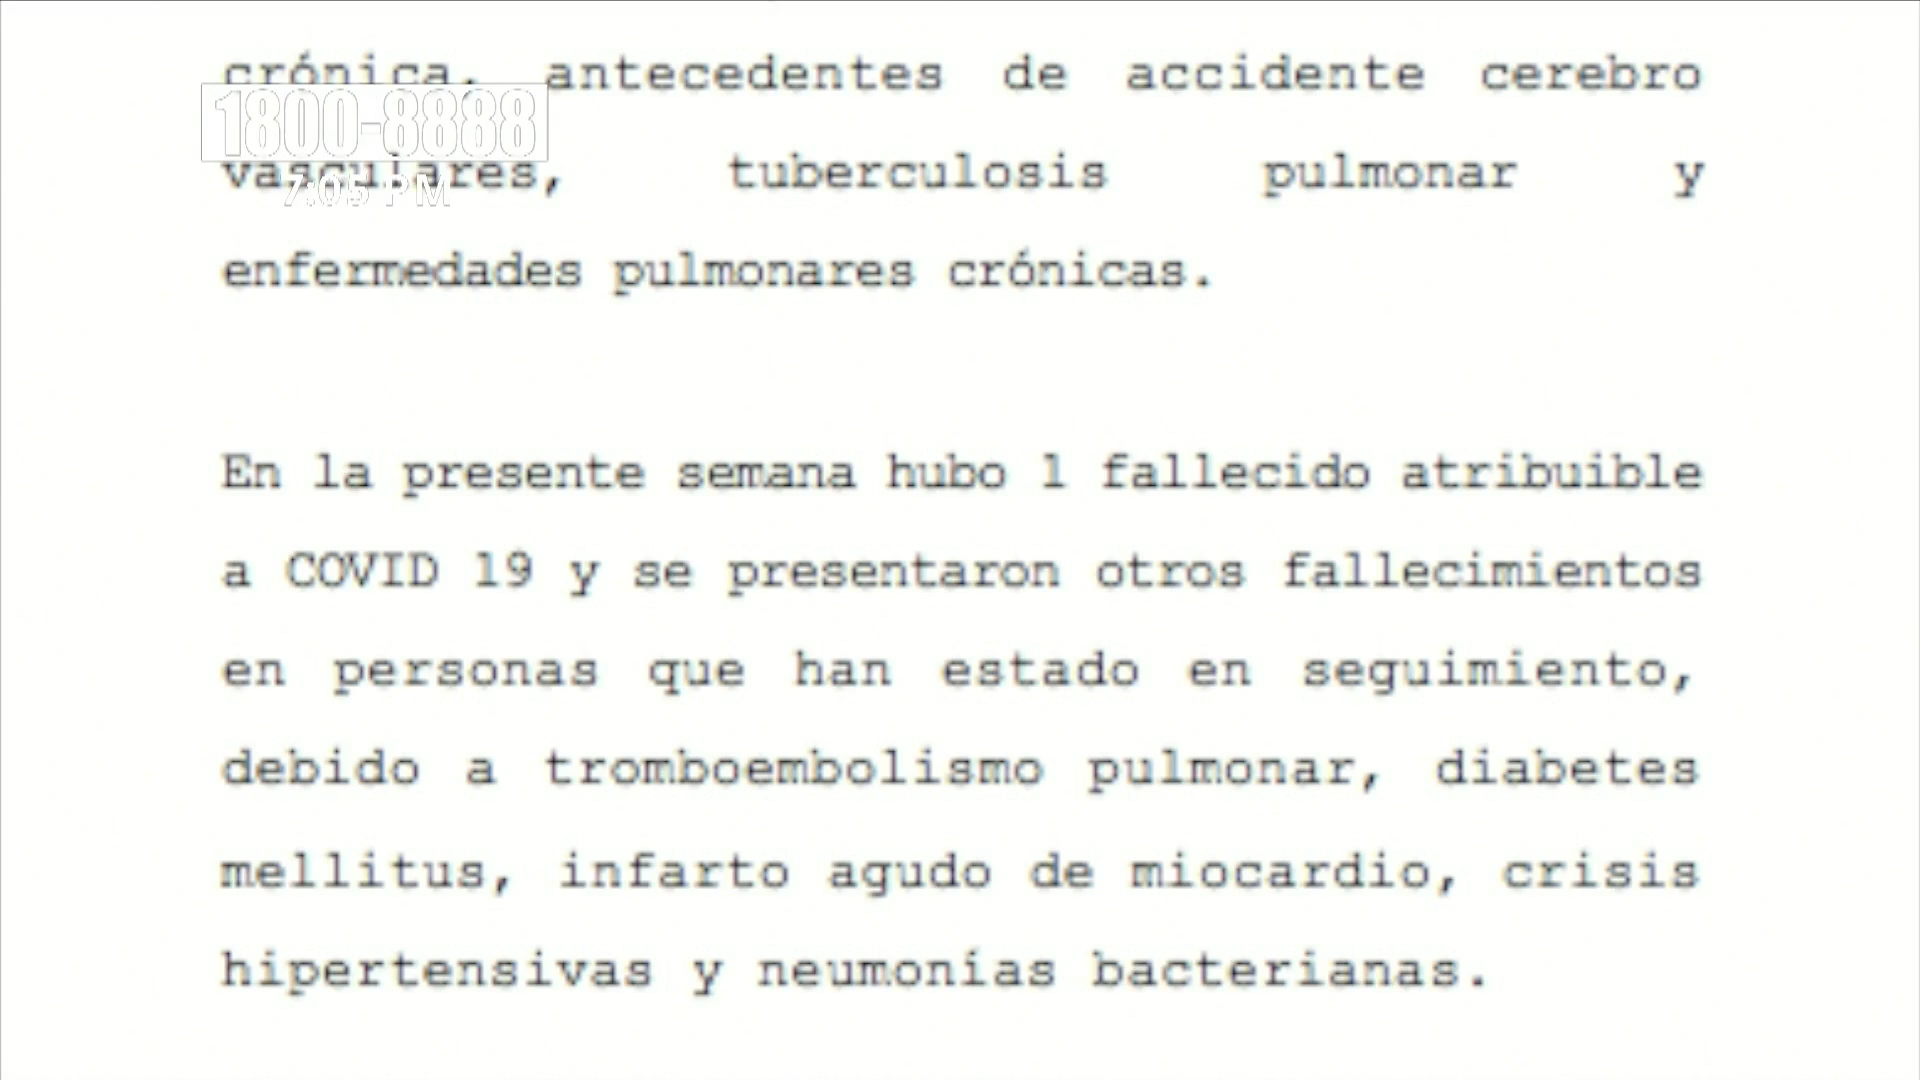 crónica, antecedentes de accidente cerebro
1800-8888
vasculares, tuberculosis pulmonar y
7:05 PM
enfermedades pulmonares crónicas.
En la presente semana hubo 1 fallecido atribuible
a COVID 19 y se presentaron otros fallecimientos
en personas que han estado en seguimiento,
debido a tromboembolismo pulmonar, diabetes
mellitus, infarto agudo de miocardio, crisis
hipertensivas y neumonías bacterianas.